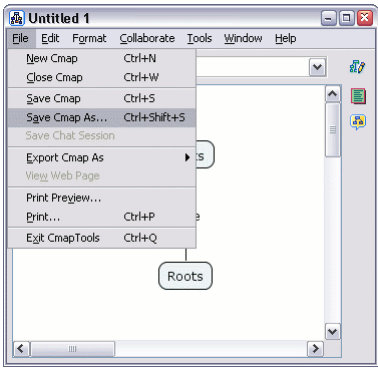 Untitled 1
File Edit Format Collaborate Tools Window Help
New Cmap Ctrl+N
Close Cmap Ctrl+W
Save Cmap Ctrl+S
Save Cmap As... Ctrl+Shift+S
Save Chat Session
Export Cmap As
View Web Page
Print Preview...
Print... Ctrl+P
Exit CmapTools Ctrl+Q
Roots